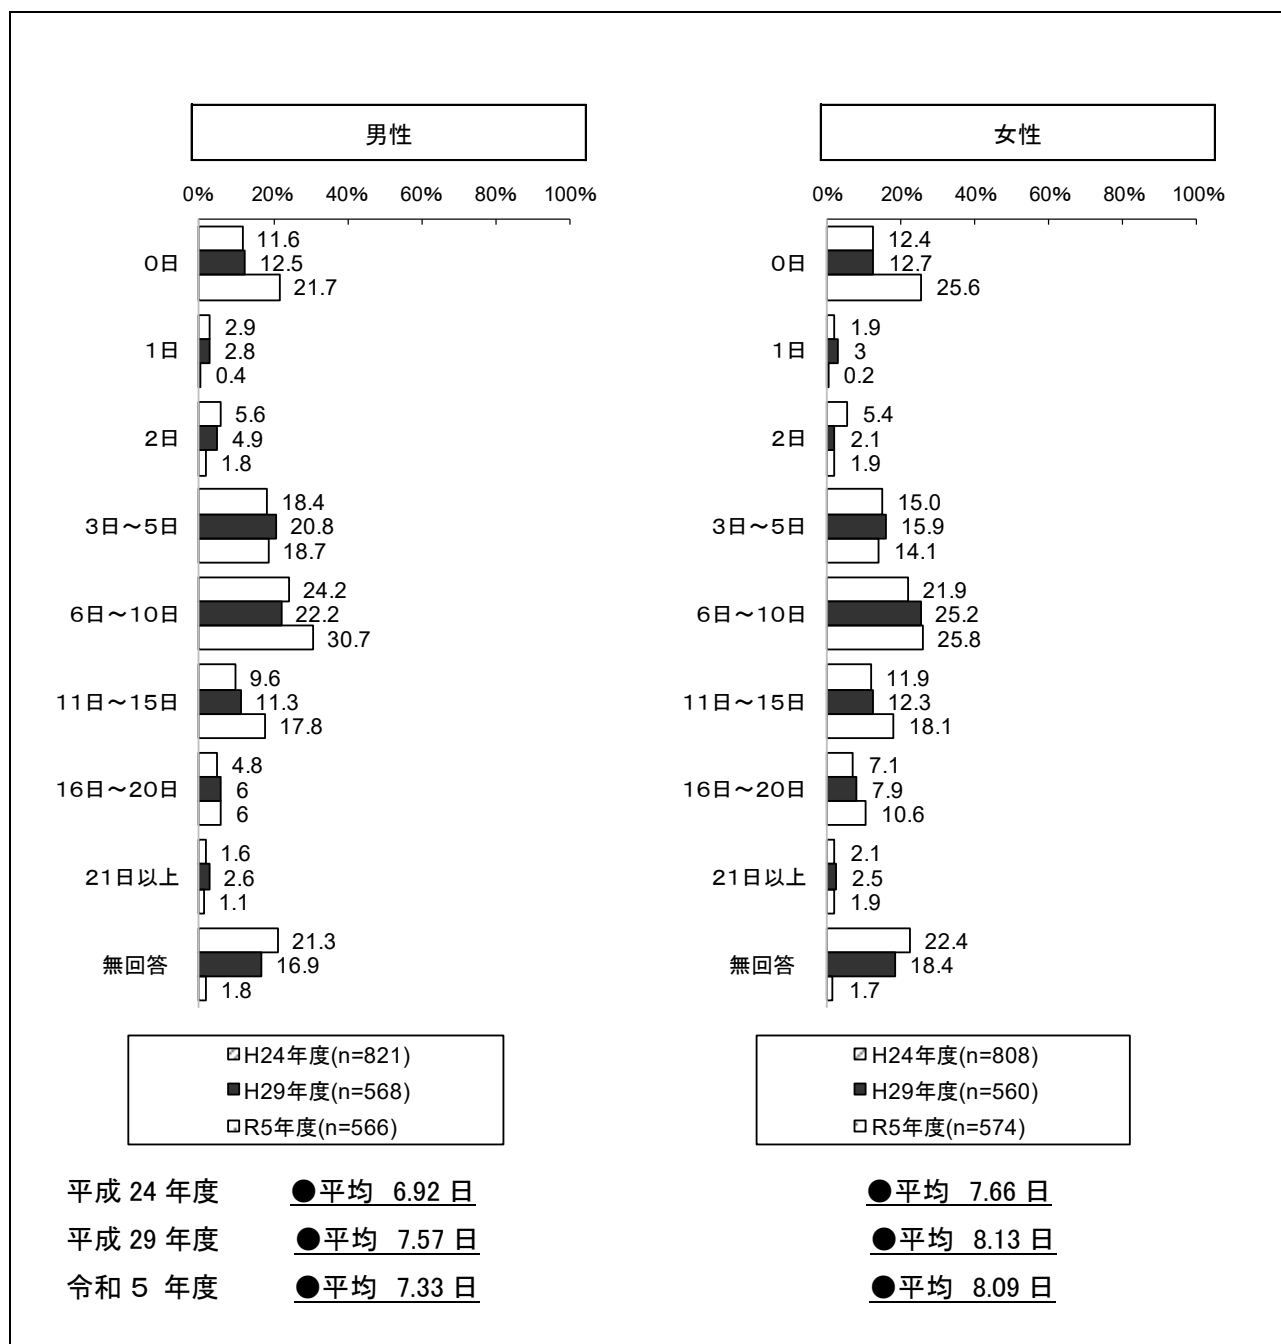 男性
0% 20% 40% 60% 80% 100%
0日
11.6
12.5
21.7
1日
2.9
2.8
0.4
2日
5.6
4.9
1.8
3日～5日
18.4
20.8
18.7
6日～10日
24.2
22.2
30.7
11日～15日
9.6
11.3
17.8
16日～20日
4.8
6
6
21日以上
1.6
2.6
1.1
無回答
21.3
16.9
1.8
H24年度(n=821)
H29年度(n=568)
R5年度(n=566)
女性
0% 20% 40% 60% 80% 100%
0日
12.4
12.7
25.6
1日
1.9
3
0.2
2日
5.4
2.1
1.9
3日～5日
15.0
15.9
14.1
6日～10日
21.9
25.2
25.8
11日～15日
11.9
12.3
18.1
16日～20日
7.1
7.9
10.6
21日以上
2.1
2.5
1.9
無回答
22.4
18.4
1.7
H24年度(n=808)
H29年度(n=560)
R5年度(n=574)
平成 24 年度 ●平均 6.92 日 ●平均 7.66 日
平成 29 年度 ●平均 7.57 日 ●平均 8.13 日
令和 5 年度 ●平均 7.33 日 ●平均 8.09 日